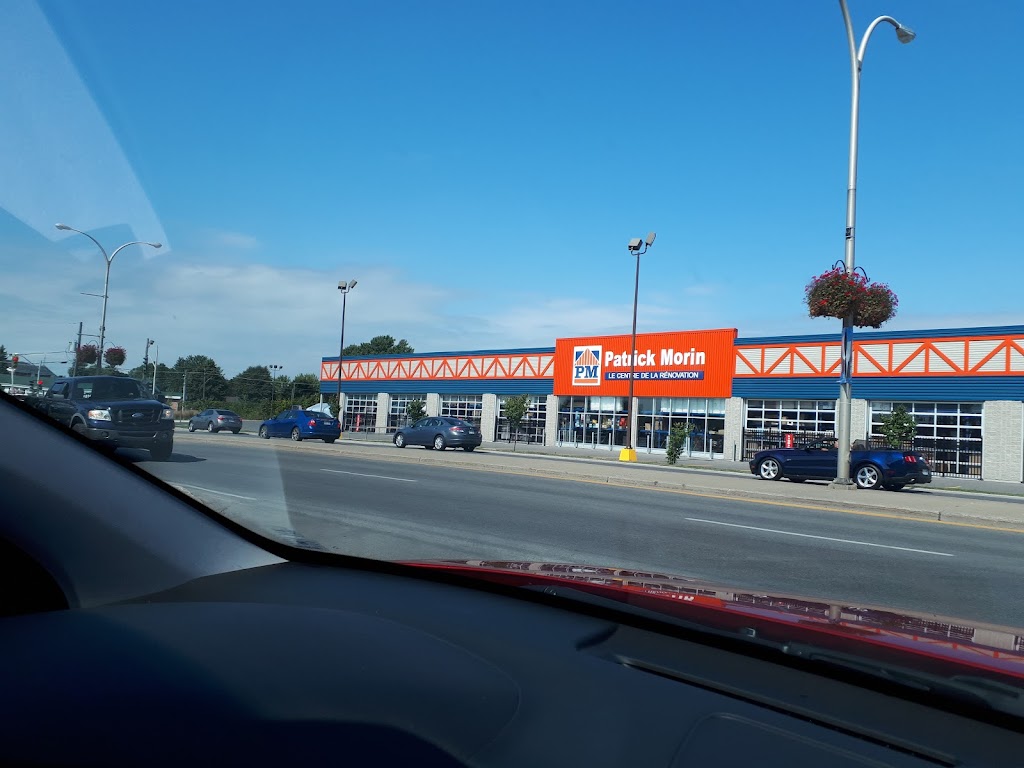 Patrick Morin
PM
LE CENTRE DE LA RÉNOVATION